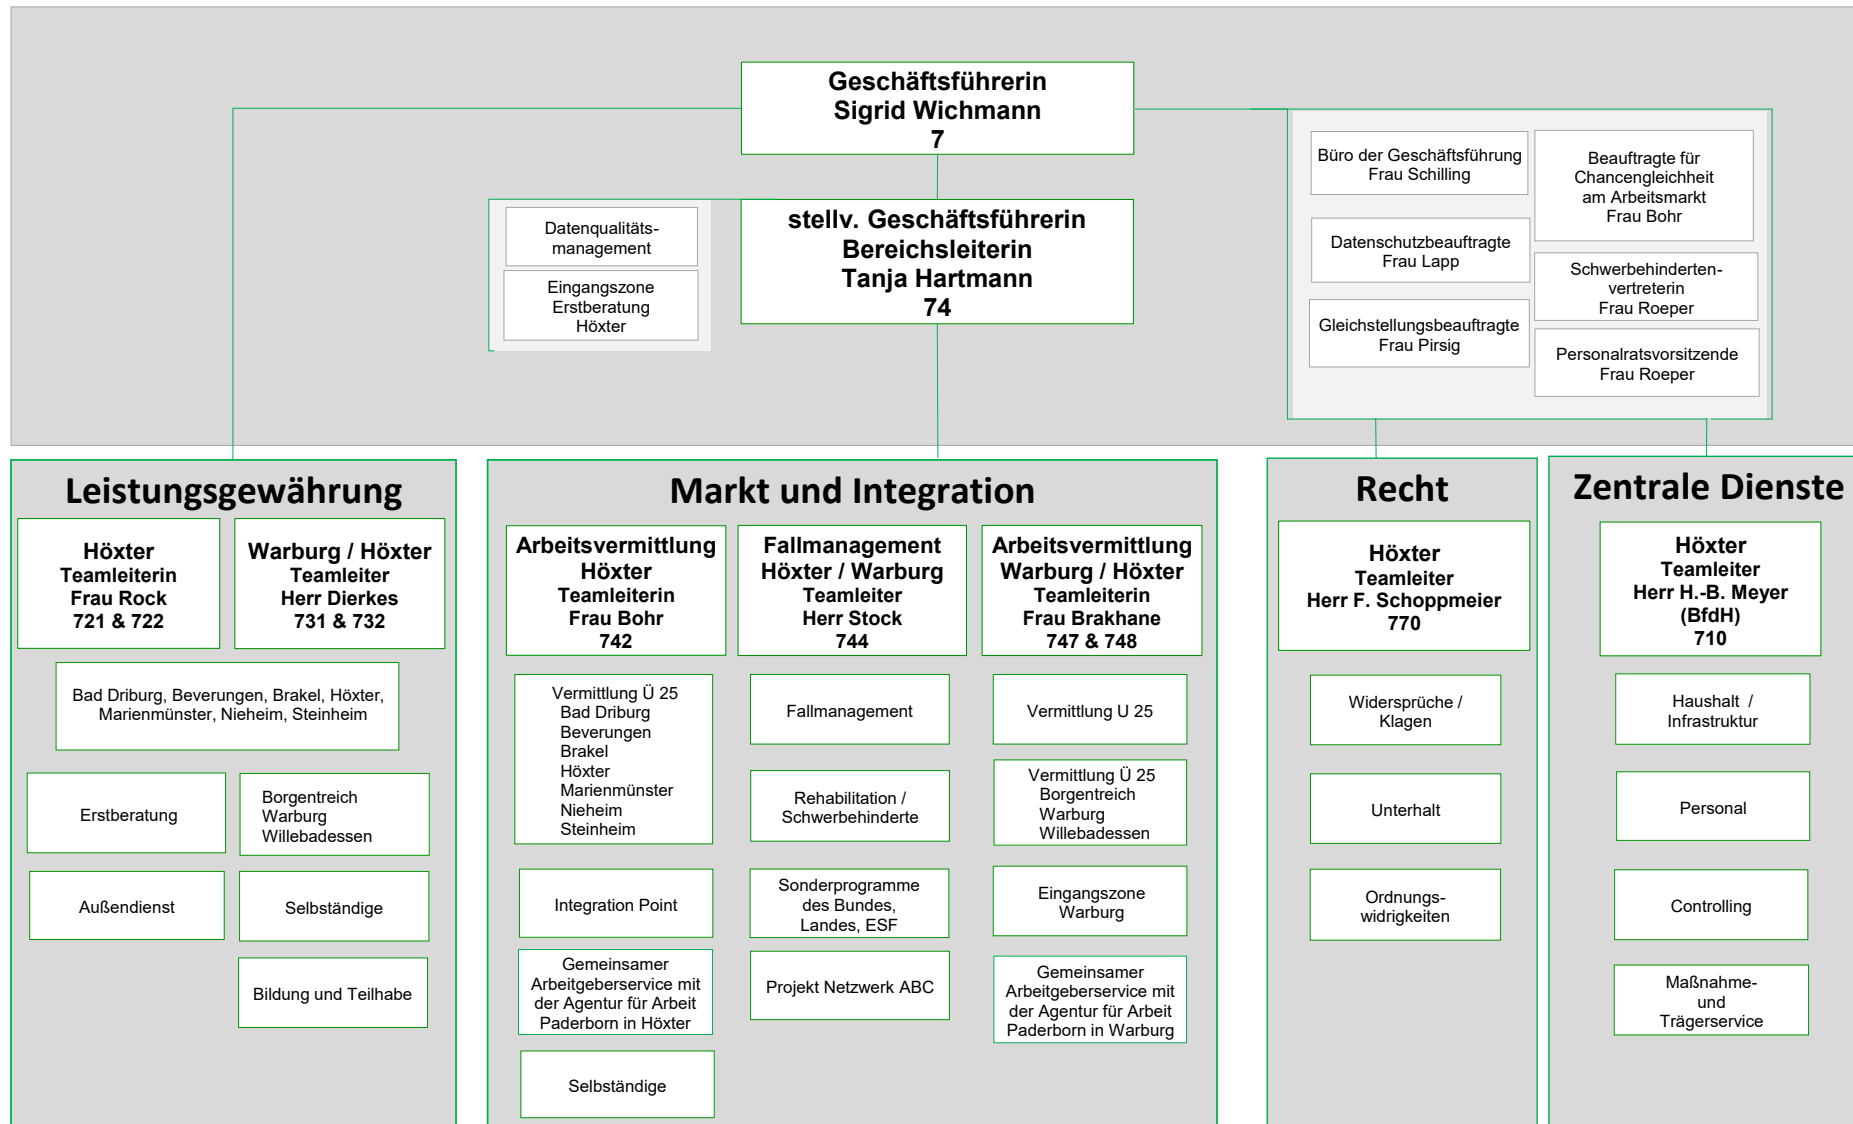 Geschäftsführerin
Sigrid Wichmann
7
stellv. Geschäftsführerin
Bereichsleiterin
Tanja Hartmann
74
Datenqualitäts-
management
Eingangszone
Erstberatung
Höxter
Büro der Geschäftsführung
Frau Schilling
Datenschutzbeauftragte
Frau Lapp
Gleichstellungsbeauftragte
Frau Pirsig
Beauftragte für
Chancengleichheit
am Arbeitsmarkt
Frau Bohr
Schwerbehinderten-
vertreterin
Frau Roeper
Personalratsvorsitzende
Frau Roeper
Leistungsgewährung
Höxter
Teamleiterin
Frau Rock
721 & 722
Warburg / Höxter
Teamleiter
Herr Dierkes
731 & 732
Bad Driburg, Beverungen, Brakel, Höxter,
Marienmünster, Nieheim, Steinheim
Erstberatung
Außendienst
Borgentreich
Warburg
Willebadessen
Selbständige
Bildung und Teilhabe
Markt und Integration
Arbeitsvermittlung
Höxter
Teamleiterin
Frau Bohr
742
Vermittlung Ü 25
Bad Driburg
Beverungen
Brakel
Höxter
Marienmünster
Nieheim
Steinheim
Integration Point
Gemeinsamer
Arbeitgeberservice mit
der Agentur für Arbeit
Paderborn in Höxter
Selbständige
Fallmanagement
Höxter / Warburg
Teamleiter
Herr Stock
744
Fallmanagement
Rehabilitation /
Schwerbehinderte
Sonderprogramme
des Bundes,
Landes, ESF
Projekt Netzwerk ABC
Arbeitsvermittlung
Warburg / Höxter
Teamleiterin
Frau Brakhane
747 & 748
Vermittlung U 25
Vermittlung Ü 25
Borgentreich
Warburg
Willebadessen
Eingangszone
Warburg
Gemeinsamer
Arbeitgeberservice mit
der Agentur für Arbeit
Paderborn in Warburg
Recht
Höxter
Teamleiter
Herr F. Schoppmeier
770
Widersprüche /
Klagen
Unterhalt
Ordnungs-
widrigkeiten
Zentrale Dienste
Höxter
Teamleiter
Herr H.-B. Meyer
(BfdH)
710
Haushalt /
Infrastruktur
Personal
Controlling
Maßnahme-
und
Trägerservice